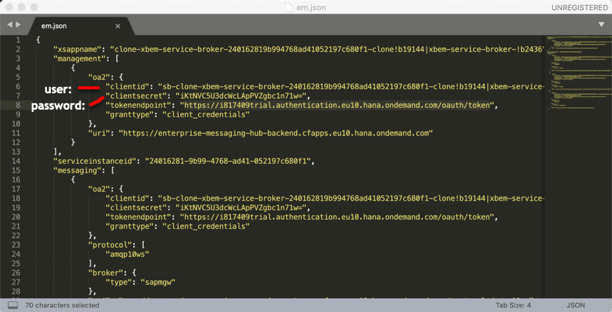 em.json
UNREGISTERED
em.json
1 {
2 "xsappname": "clone-xbem-service-broker-240162819b994768ad41052197c680f1-clone!b19144|xbem-service-broker-!b2436"
3 "management": [
4 {
5 "oa2": {
user:
6 "clientid": "sb-clone-xbem-service-broker-240162819b994768ad41052197c680f1-clone!b19144|xbem-serv
7 "clientsecret": "iKtNVC5U3dcWcLApPVZgbc1n71w=",
password:
8 "tokenendpoint": "https://i817409trial.authentication.eu10.hana.ondemand.com/oauth/token",
9 "granttype": "client_credentials"
10 },
11 "uri": "https://enterprise-messaging-hub-backend.cfapps.eu10.hana.ondemand.com"
12 }
13 ],
14 "serviceinstanceid": "24016281-9b99-4768-ad41-052197c680f1",
15 "messaging": [
16 {
17 "oa2": {
18 "clientid": "sb-clone-xbem-service-broker-240162819b994768ad41052197c680f1-clone!b19144|xbem-serv
19 "clientsecret": "iKtNVC5U3dcWcLApPVZgbc1n71w=",
20 "tokenendpoint": "https://i817409trial.authentication.eu10.hana.ondemand.com/oauth/token",
21 "granttype": "client_credentials"
22 },
23 "protocol": [
24 "amqp10ws"
25 ],
26 "broker": {
27 "type": "sapmgw"
70 characters selected
Tab Size: 4
JSON